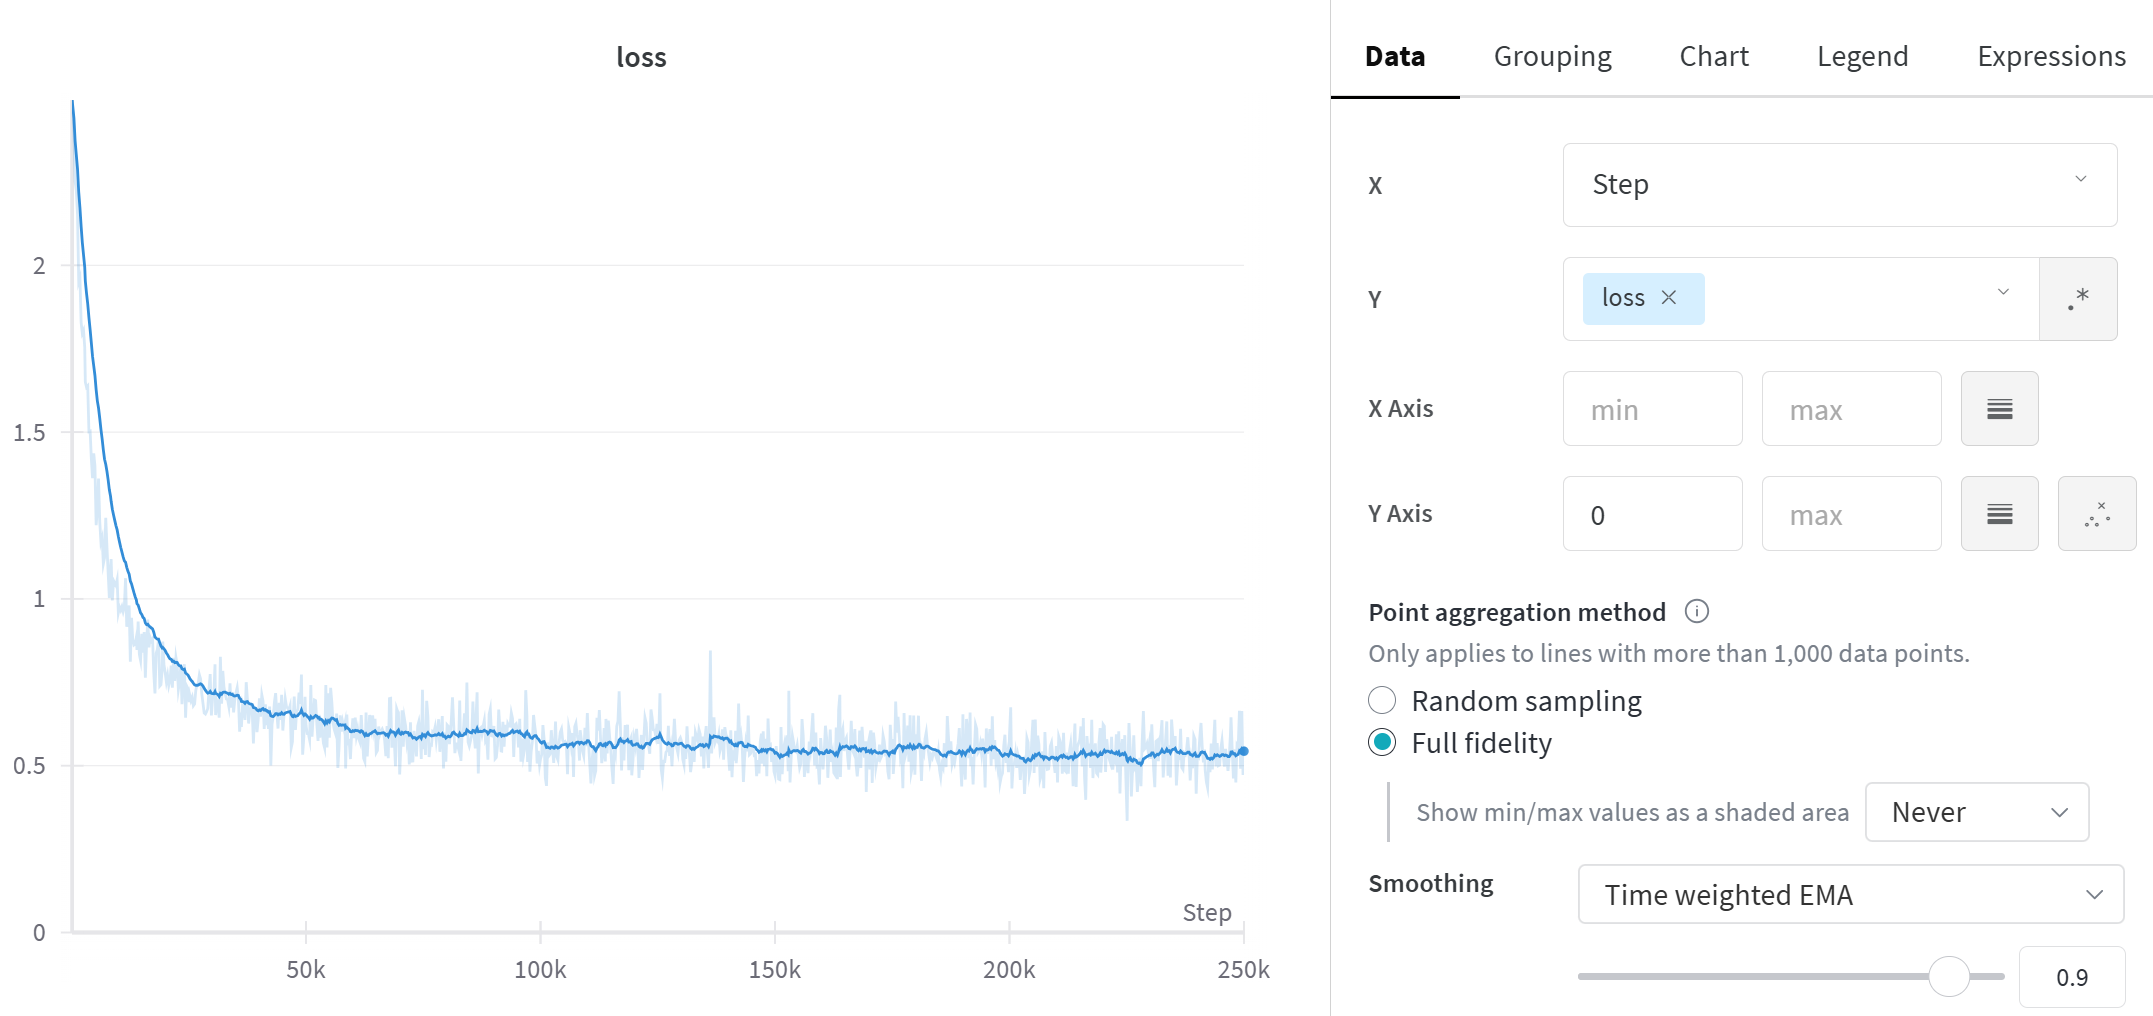 loss
2
1.5
1
0.5
0
Step
50k 100k 150k 200k 250k
Data Grouping Chart Legend Expressions
X Step
Y loss .*
X Axis min max
Y Axis 0 max
Point aggregation method
Only applies to lines with more than 1,000 data points.
Random sampling
Full fidelity
Show min/max values as a shaded area Never
Smoothing Time weighted EMA
0.9